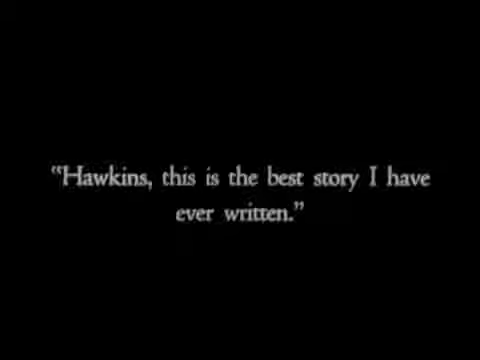 “Hawkins, this is the best story I have
ever written.”